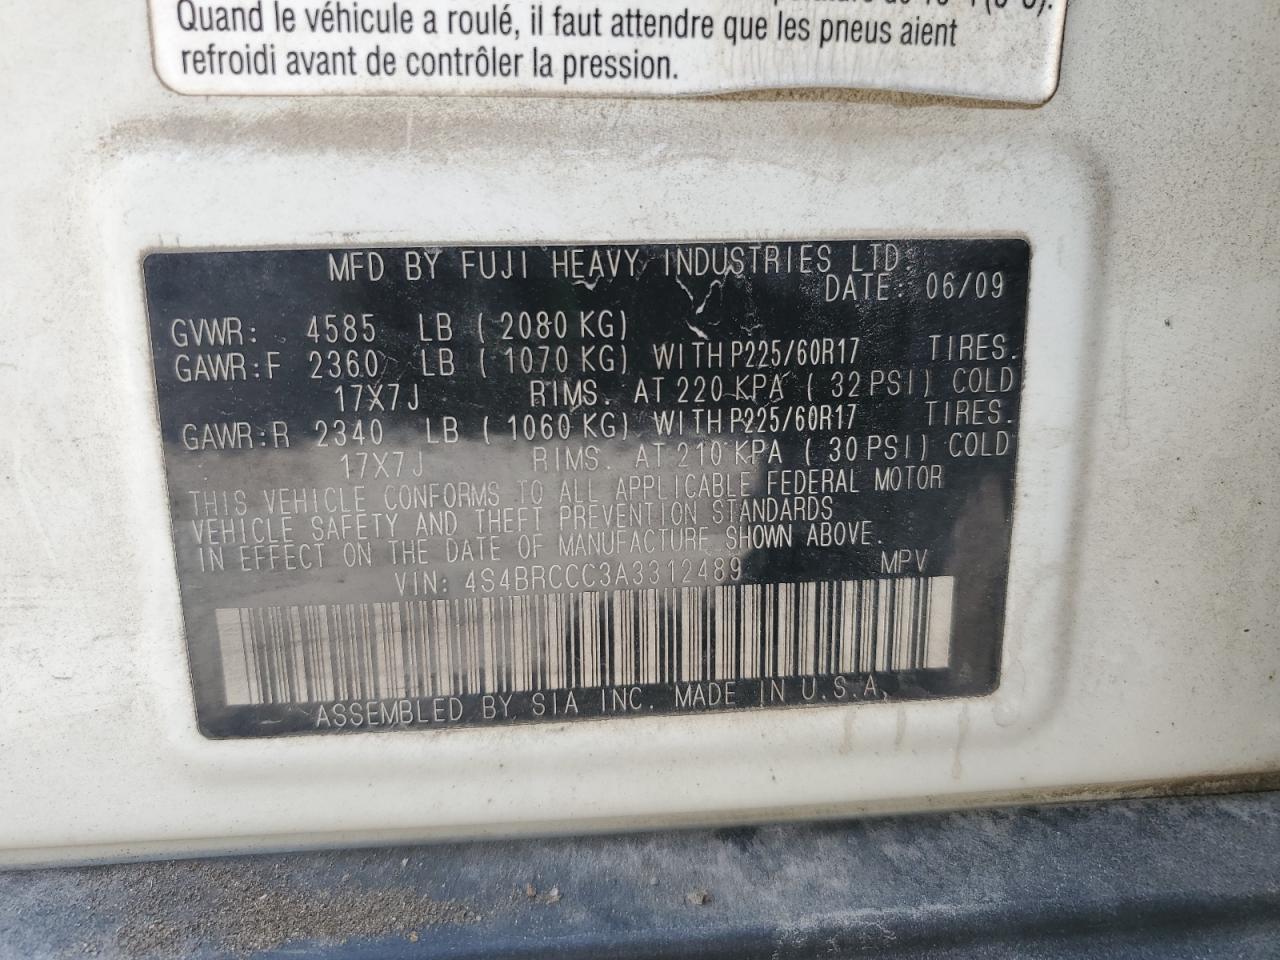 Quand le véhicule a roulé, il faut attendre que les pneus aient
refroidi avant de contrôler la pression.
MFD BY FUJI HEAVY INDUSTRIES LTD.
DATE: 06/09
GVWR: 4585 LB ( 2080 KG)
GAWR:F 2360 LB ( 1070 KG) WITH P225/60R17 TIRES.
17X7J RIMS. AT 220 KPA ( 32 PSI) COLD
GAWR:R 2340 LB ( 1060 KG) WITH P225/60R17 TIRES.
17X7J RIMS. AT 210 KPA ( 30 PSI) COLD
THIS VEHICLE CONFORMS TO ALL APPLICABLE FEDERAL MOTOR
VEHICLE SAFETY AND THEFT PREVENTION STANDARDS
IN EFFECT ON THE DATE OF MANUFACTURE SHOWN ABOVE.
VIN: 4S4BRCCC3A3312489 MPV
ASSEMBLED BY SIA INC. MADE IN U.S.A.